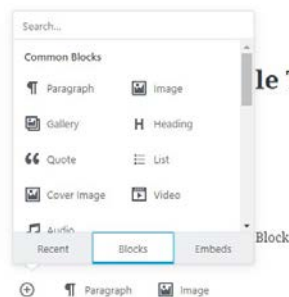 Search...
Common Blocks
Paragraph Image
le
Gallery Heading
Quote List
Cover Image Video
Audio
Block
Recent Blocks Embeds
Paragraph Image